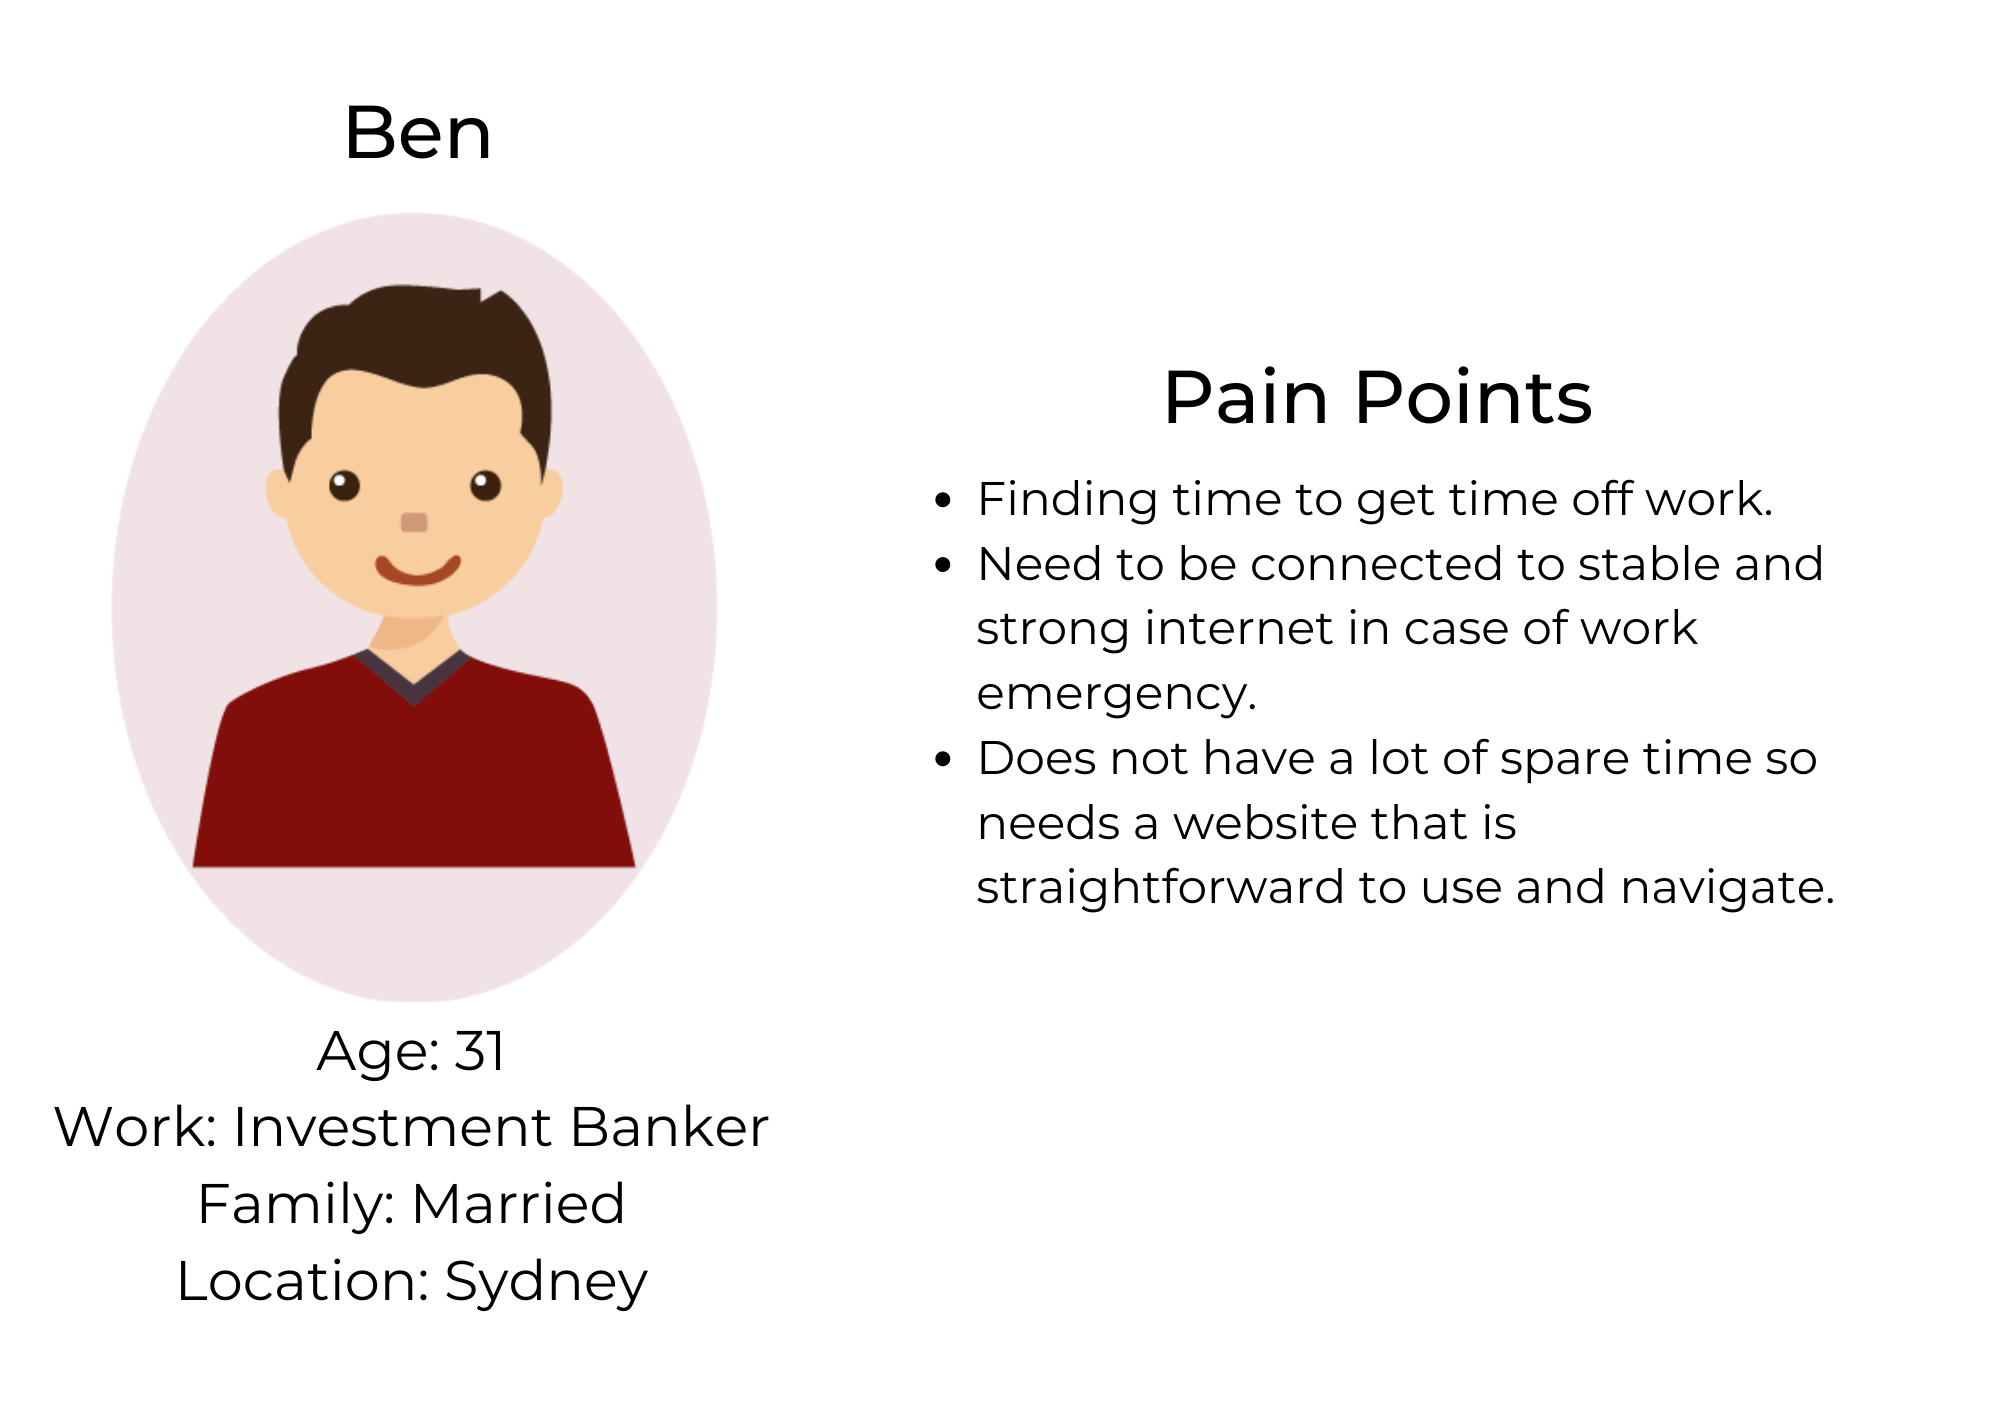 Ben
Age: 31
Work: Investment Banker
Family: Married
Location: Sydney
Pain Points
• Finding time to get time off work.
• Need to be connected to stable and
strong internet in case of work
emergency.
• Does not have a lot of spare time so
needs a website that is
straightforward to use and navigate.